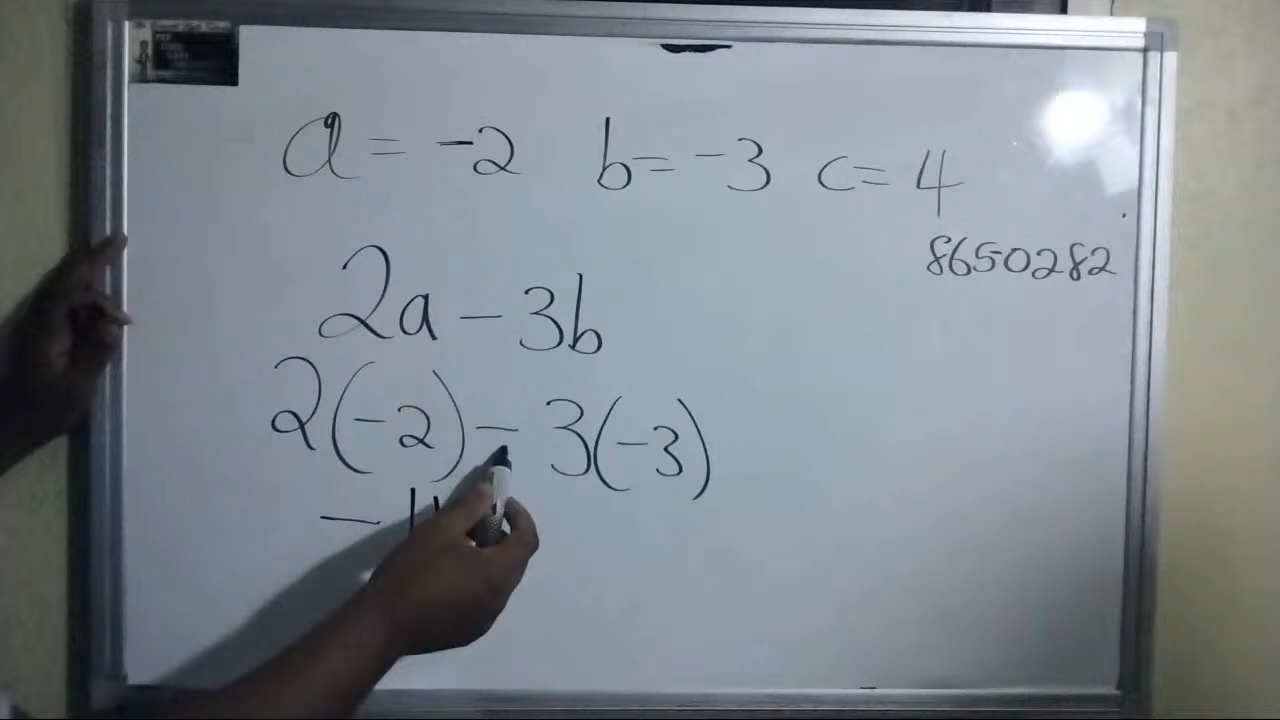 a = -2 b = -3 c = 4
8650282
2a - 3b
2(-2) - 3(-3)